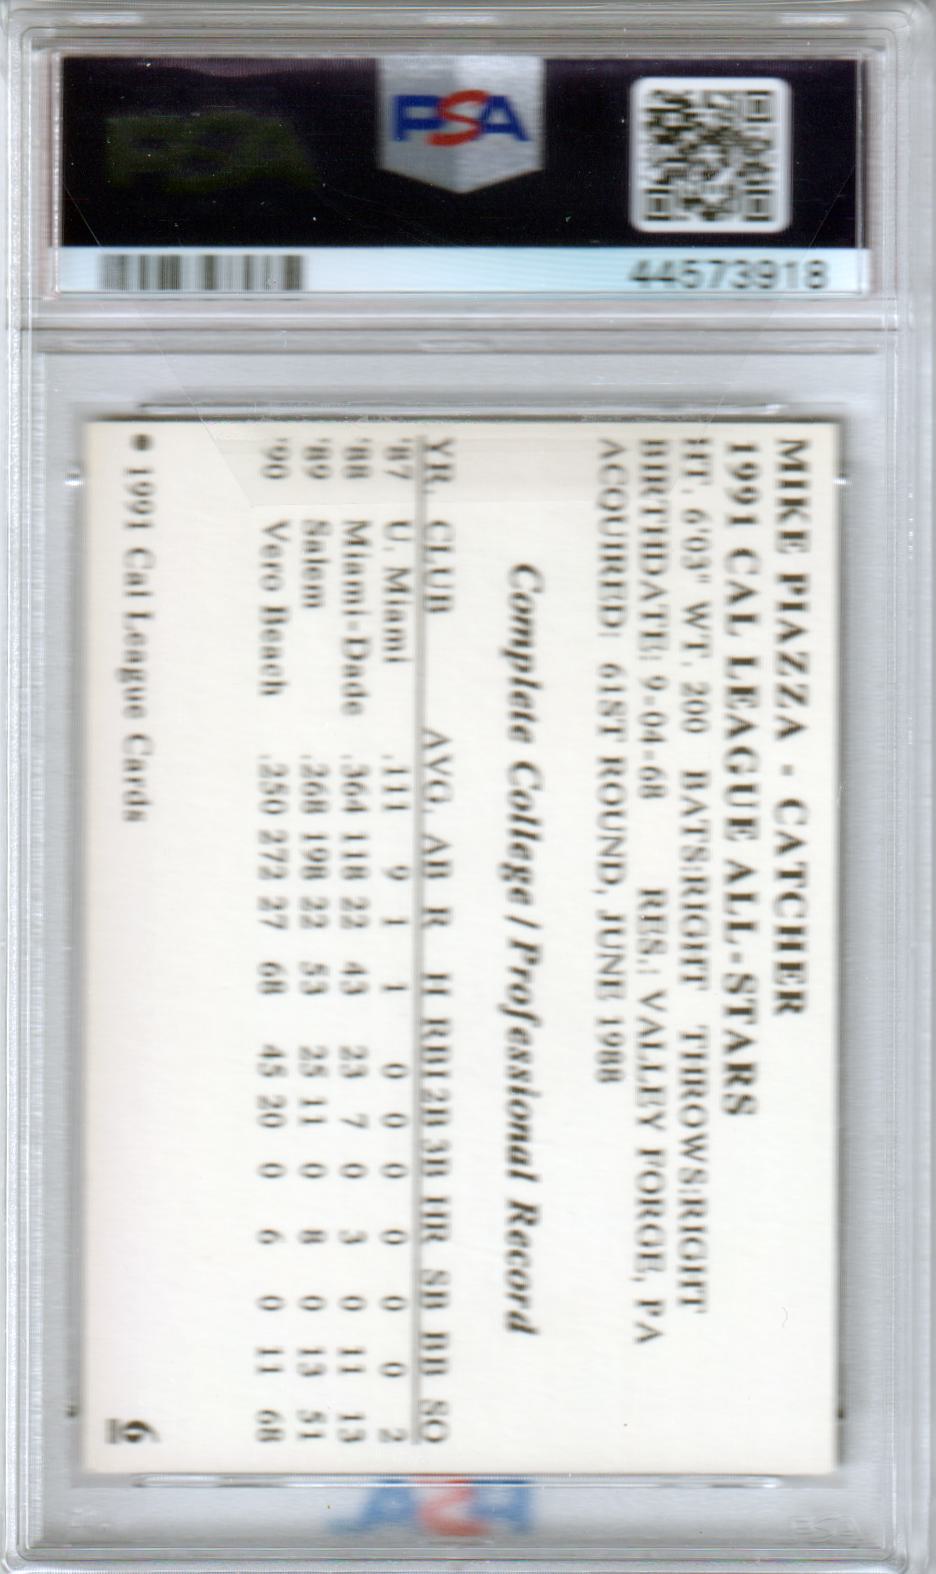 PSA
44573918
MIKE PIAZZA - CATCHER
1991 CAL LEAGUE ALL-STARS
HT. 6'03" WT. 200 BATS:RIGHT THROWS:RIGHT
BIRTHDATE: 9-04-68 RES.: VALLEY FORGE, PA
ACQUIRED: 61ST ROUND, JUNE 1988
Complete College / Professional Record
YR. CLUB AVG. AB R H RBI 2B 3B HR SB BB SO
'87 U. Miami .111 9 1 1 0 0 0 0 0 0 2
'88 Miami-Dade .364 118 22 43 23 7 0 3 0 11 13
'89 Salem .268 198 22 53 25 11 0 8 0 13 51
'90 Vero Beach .250 272 27 68 45 20 0 6 0 11 68
● 1991 Cal League Cards
6
PSA